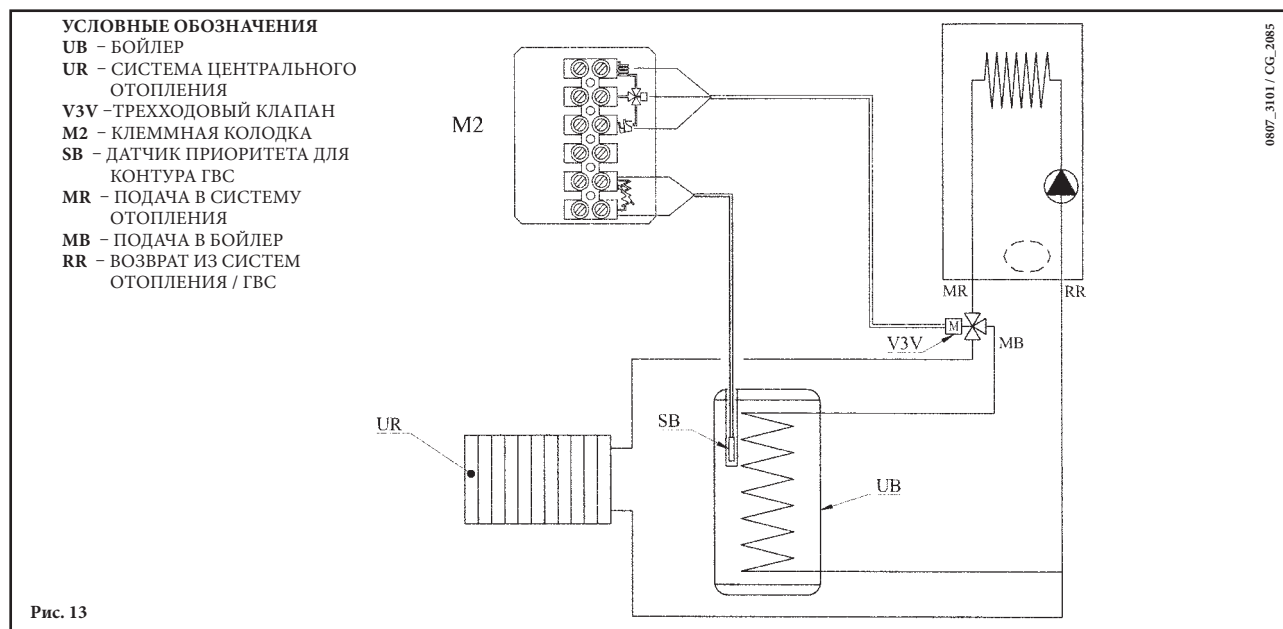 УСЛОВНЫЕ ОБОЗНАЧЕНИЯ
UB – БОЙЛЕР
UR – СИСТЕМА ЦЕНТРАЛЬНОГО
ОТОПЛЕНИЯ
V3V –ТРЕХХОДОВЫЙ КЛАПАН
M2 – КЛЕММНАЯ КОЛОДКА
SB – ДАТЧИК ПРИОРИТЕТА ДЛЯ
КОНТУРА ГВС
MR – ПОДАЧА В СИСТЕМУ
ОТОПЛЕНИЯ
MB – ПОДАЧА В БОЙЛЕР
RR – ВОЗВРАТ ИЗ СИСТЕМ
ОТОПЛЕНИЯ / ГВС
M2
0807_3101 / CG_2085
MR
RR
M
V3V
MB
UR
SB
UB
Рис. 13